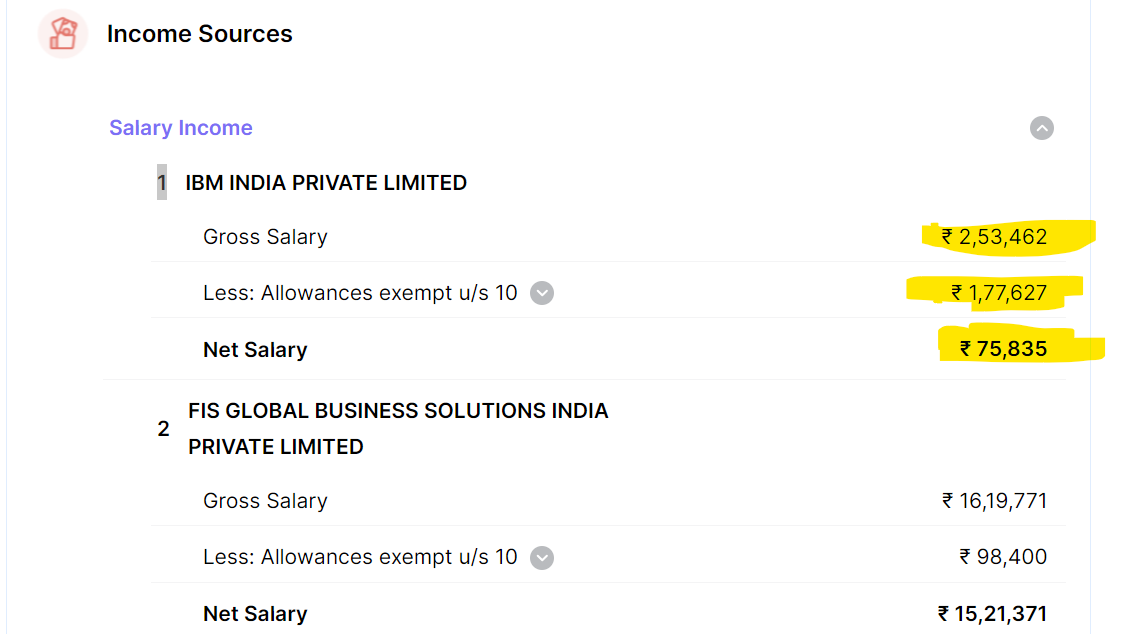 Income Sources
Salary Income
1 IBM INDIA PRIVATE LIMITED
Gross Salary ₹ 2,53,462
Less: Allowances exempt u/s 10 ₹ 1,77,627
Net Salary ₹ 75,835
2 FIS GLOBAL BUSINESS SOLUTIONS INDIA
PRIVATE LIMITED
Gross Salary ₹ 16,19,771
Less: Allowances exempt u/s 10 ₹ 98,400
Net Salary ₹ 15,21,371